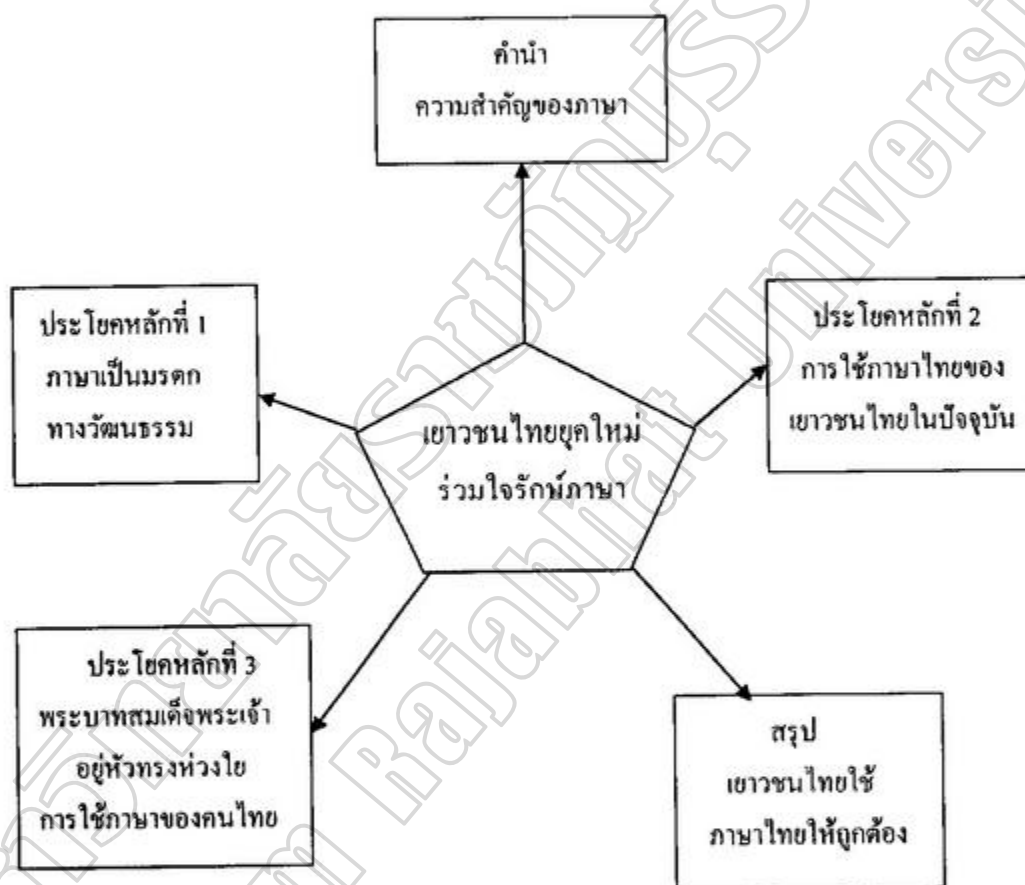 คำนำ
ความสำคัญของภาษา
ประโยคหลักที่ 1
ภาษาเป็นมรดก
ทางวัฒนธรรม
ประโยคหลักที่ 2
การใช้ภาษาไทยของ
เยาวชนไทยในปัจจุบัน
เยาวชนไทยยุคใหม่
ร่วมใจรักษ์ภาษา
ประโยคหลักที่ 3
พระบาทสมเด็จพระเจ้า
อยู่หัวทรงห่วงใย
การใช้ภาษาของคนไทย
สรุป
เยาวชนไทยใช้
ภาษาไทยให้ถูกต้อง
Rajabhat University